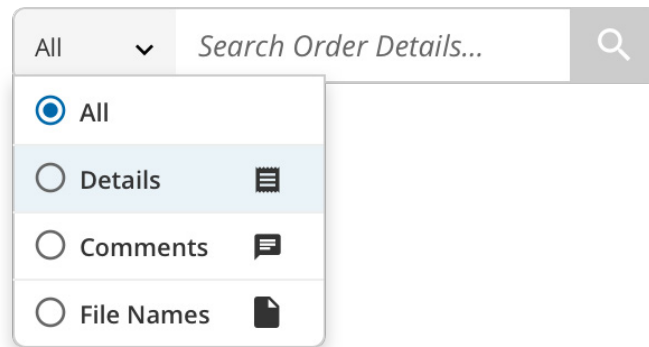 All Search Order Details...
All
Details
Comments
File Names